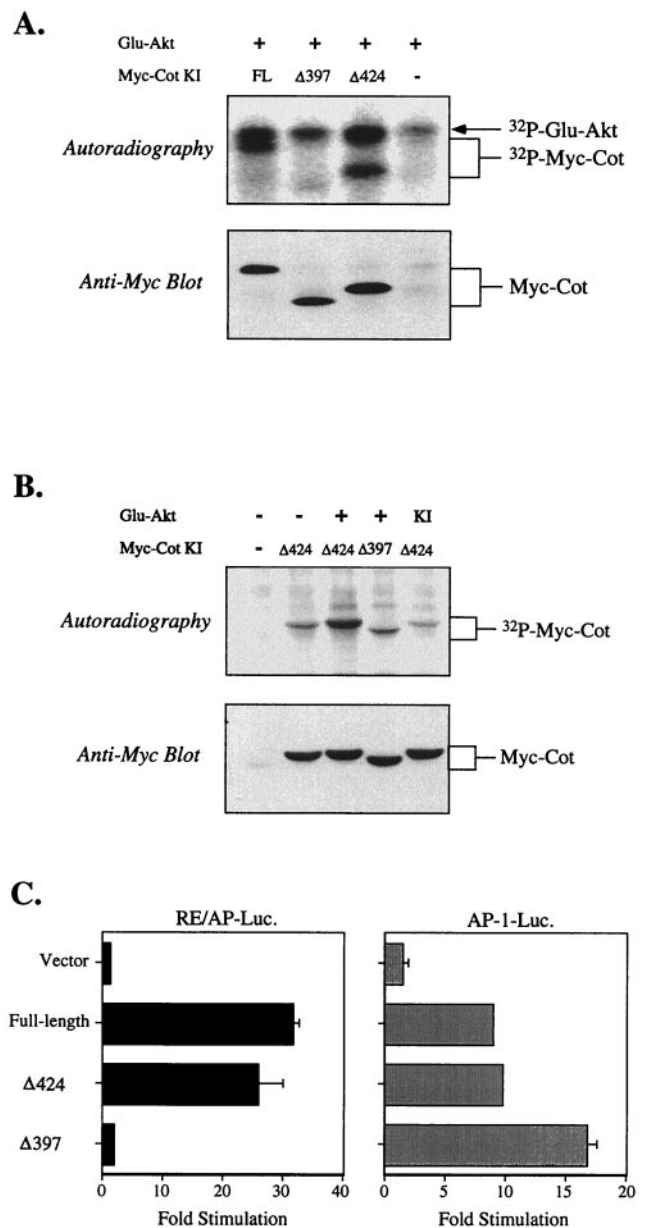 A.
Glu-Akt + + + +
Myc-Cot KI FL Δ397 Δ424 -
Autoradiography
32P-Glu-Akt
32P-Myc-Cot
Anti-Myc Blot
Myc-Cot
B.
Glu-Akt - - + + KI
Myc-Cot KI - Δ424 Δ424 Δ397 Δ424
Autoradiography
32P-Myc-Cot
Anti-Myc Blot
Myc-Cot
C.
RE/AP-Luc. AP-1-Luc.
Vector
Full-length
Δ424
Δ397
0 10 20 30 40 0 5 10 15 20
Fold Stimulation Fold Stimulation